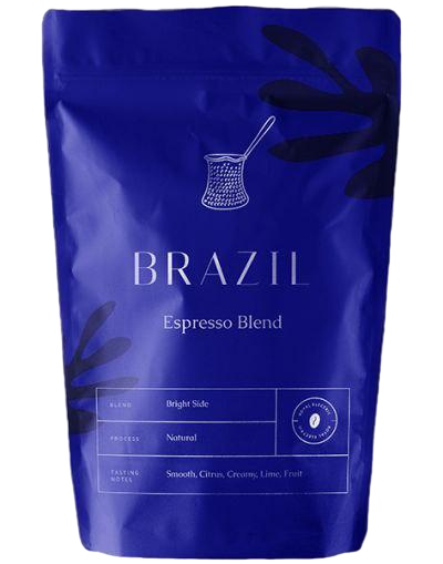 BRAZIL
Espresso Blend
BLEND Bright Side
PROCESS Natural
TASTING NOTES Smooth, Citrus, Creamy, Lime, Fruit